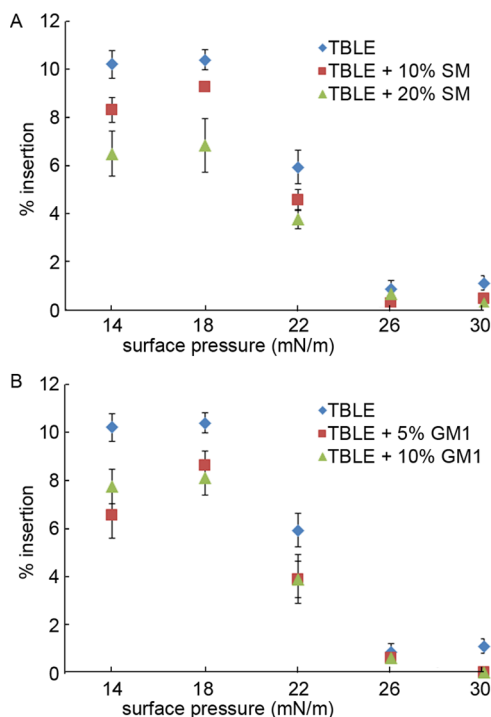 A
12
10
8
6
4
2
0
% insertion
TBLE
TBLE + 10% SM
TBLE + 20% SM
14 18 22 26 30
surface pressure (mN/m)
B
12
10
8
6
4
2
0
% insertion
TBLE
TBLE + 5% GM1
TBLE + 10% GM1
14 18 22 26 30
surface pressure (mN/m)